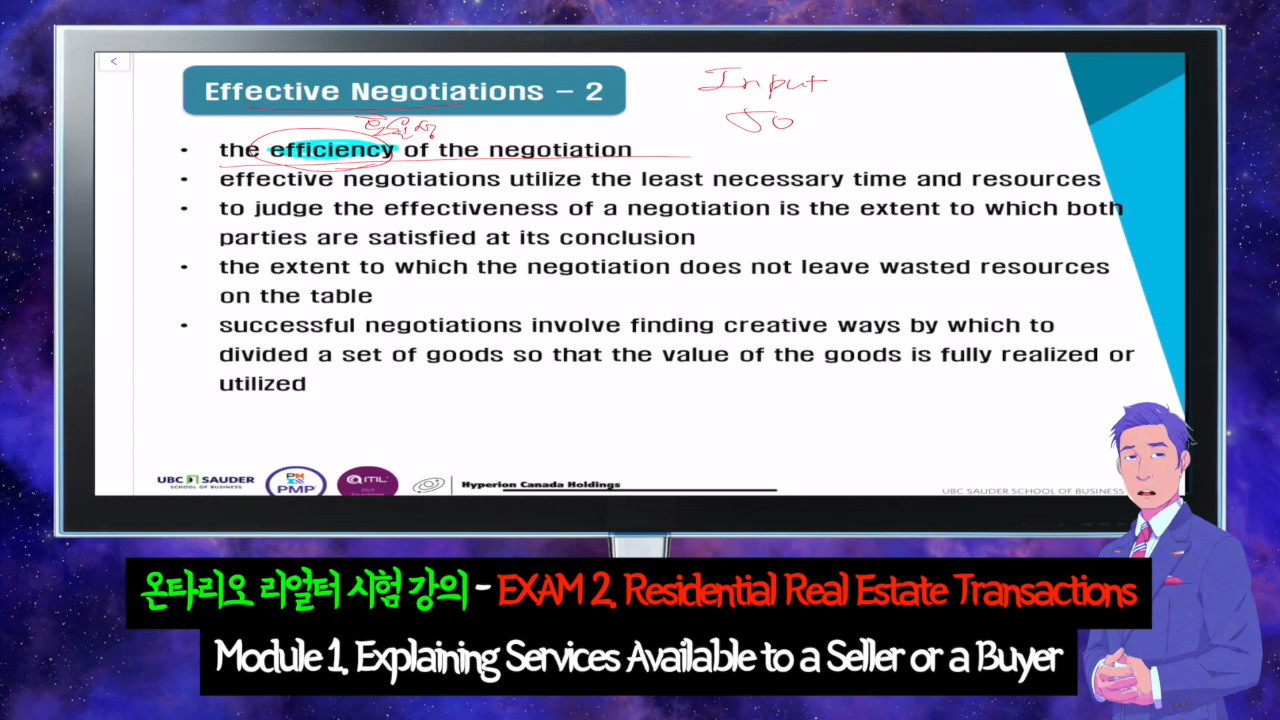 Effective Negotiations - 2
Input
50
효율성
• the efficiency of the negotiation
• effective negotiations utilize the least necessary time and resources
• to judge the effectiveness of a negotiation is the extent to which both
parties are satisfied at its conclusion
• the extent to which the negotiation does not leave wasted resources
on the table
• successful negotiations involve finding creative ways by which to
divided a set of goods so that the value of the goods is fully realized or
utilized
UBC SAUDER
SCHOOL OF BUSINESS
PMP
ITIL
Hyperion Canada Holdings
UBC SAUDER SCHOOL OF BUSINESS
온타리오 리얼터 시험 강의 - EXAM 2, Residential Real Estate Transactions
Module 1, Explaining Services Available to a Seller or a Buyer